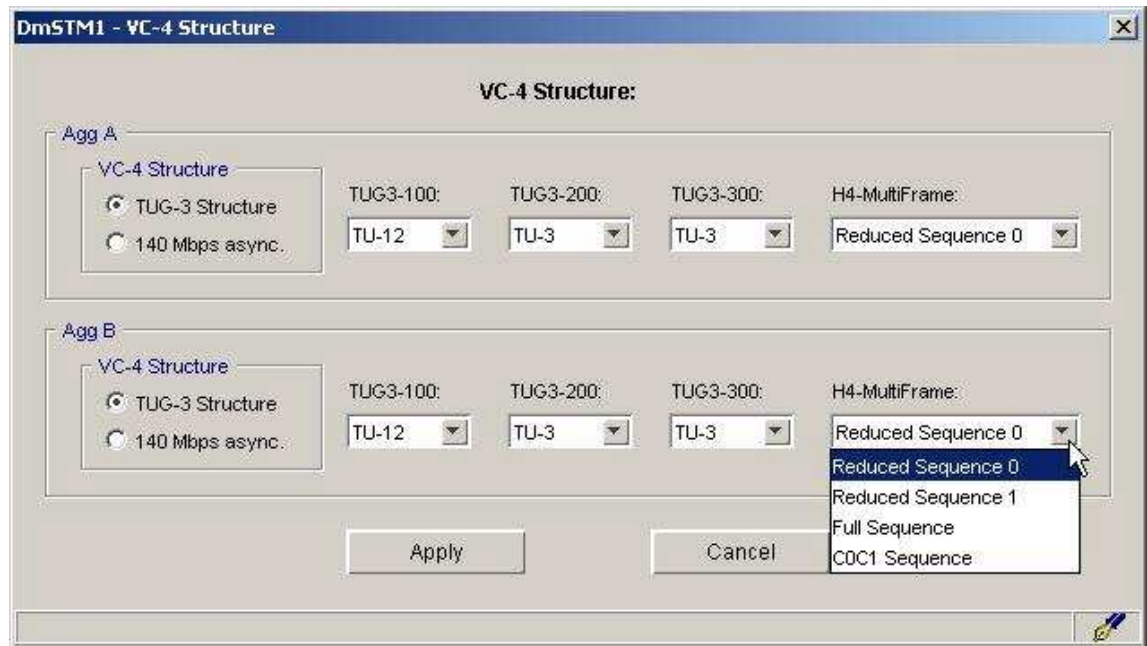 DmSTM1 - VC-4 Structure
VC-4 Structure:
Agg A
VC-4 Structure
TUG-3 Structure
140 Mbps async.
TUG3-100: TUG3-200: TUG3-300: H4-MultiFrame:
TU-12 TU-3 TU-3 Reduced Sequence 0
Agg B
VC-4 Structure
TUG-3 Structure
140 Mbps async.
TUG3-100: TUG3-200: TUG3-300: H4-MultiFrame:
TU-12 TU-3 TU-3 Reduced Sequence 0
Reduced Sequence 0
Reduced Sequence 1
Full Sequence
C0C1 Sequence
Apply Cancel